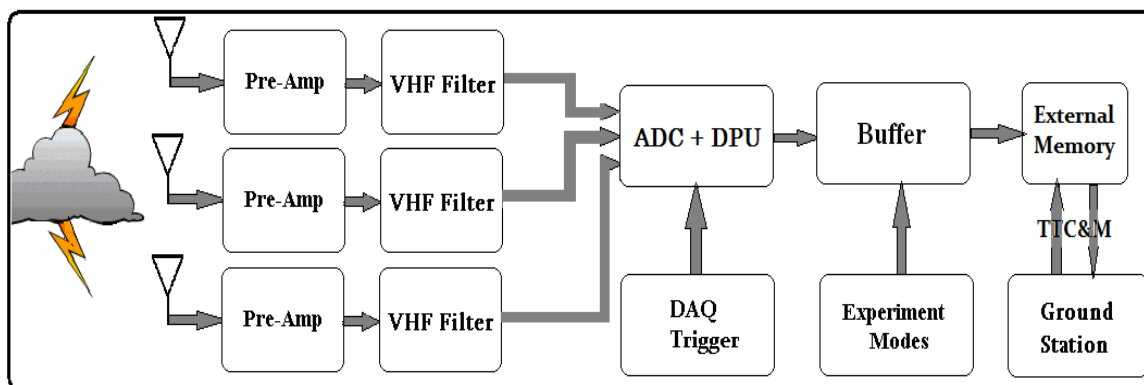 Pre-Amp
VHF Filter
Pre-Amp
VHF Filter
Pre-Amp
VHF Filter
ADC + DPU
Buffer
External
Memory
TTC&M
DAQ
Trigger
Experiment
Modes
Ground
Station